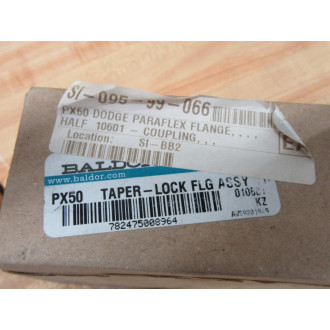 SI-095-99-066
PX50 DODGE PARAFLEX FLANGE,...
HALF 10601 - COUPLING...
Location: SI-BB2
BALDOR
www.baldor.com
PX50 TAPER-LOCK FLG ASSY
KZ
782475008964